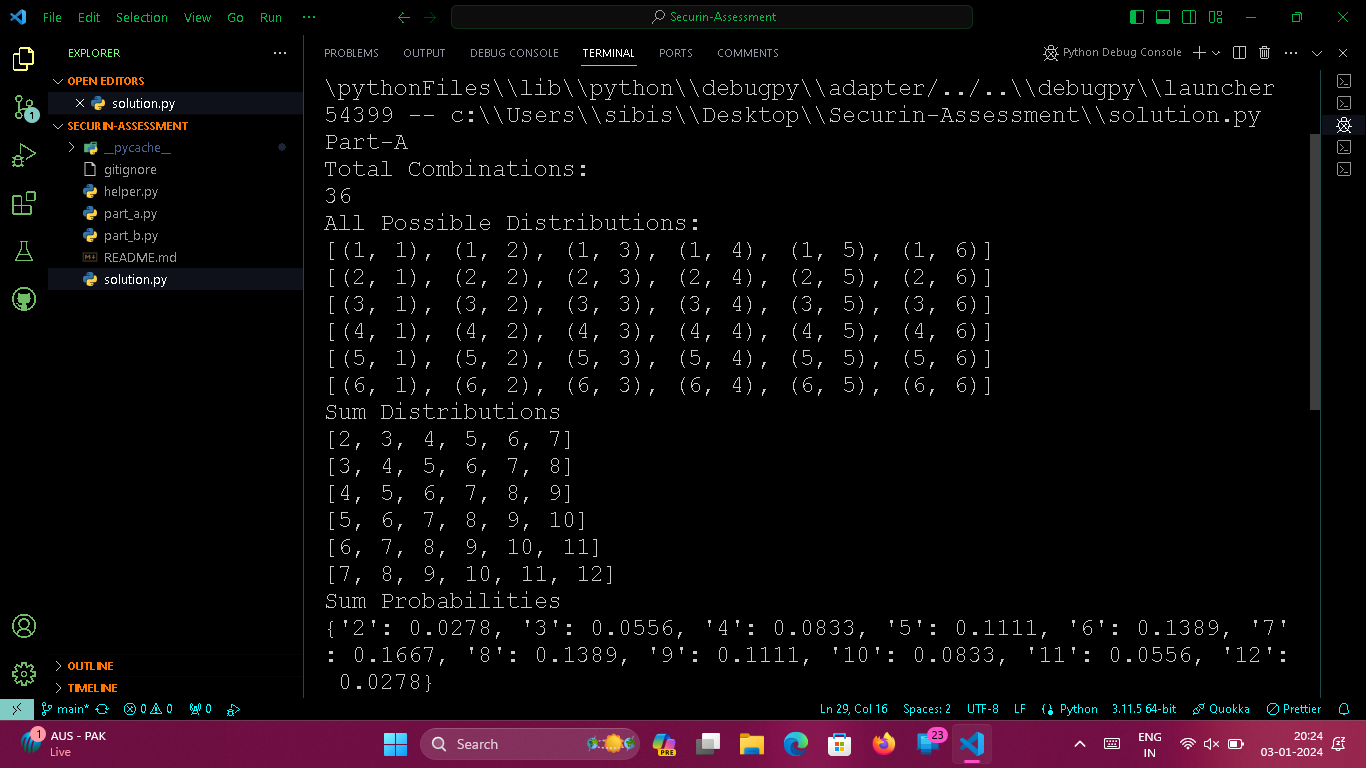 File Edit Selection View Go Run ··· Securin-Assessment
EXPLORER ···
OPEN EDITORS
solution.py
SECURIN-ASSESSMENT
__pycache__
gitignore
helper.py
part_a.py
part_b.py
README.md
solution.py
OUTLINE
TIMELINE
1
PROBLEMS OUTPUT DEBUG CONSOLE TERMINAL PORTS COMMENTS Python Debug Console
\pythonFiles\\lib\\python\\debugpy\\adapter/../..\\debugpy\\launcher
54399 -- c:\\Users\\sibis\\Desktop\\Securin-Assessment\\solution.py
Part-A
Total Combinations:
36
All Possible Distributions:
[(1, 1), (1, 2), (1, 3), (1, 4), (1, 5), (1, 6)]
[(2, 1), (2, 2), (2, 3), (2, 4), (2, 5), (2, 6)]
[(3, 1), (3, 2), (3, 3), (3, 4), (3, 5), (3, 6)]
[(4, 1), (4, 2), (4, 3), (4, 4), (4, 5), (4, 6)]
[(5, 1), (5, 2), (5, 3), (5, 4), (5, 5), (5, 6)]
[(6, 1), (6, 2), (6, 3), (6, 4), (6, 5), (6, 6)]
Sum Distributions
[2, 3, 4, 5, 6, 7]
[3, 4, 5, 6, 7, 8]
[4, 5, 6, 7, 8, 9]
[5, 6, 7, 8, 9, 10]
[6, 7, 8, 9, 10, 11]
[7, 8, 9, 10, 11, 12]
Sum Probabilities
{'2': 0.0278, '3': 0.0556, '4': 0.0833, '5': 0.1111, '6': 0.1389, '7'
: 0.1667, '8': 0.1389, '9': 0.1111, '10': 0.0833, '11': 0.0556, '12':
0.0278}
main* 0 0 0 Ln 29, Col 16 Spaces: 2 UTF-8 LF Python 3.11.5 64-bit Quokka Prettier
1 AUS - PAK
Live
Search
PRE
23
ENG
IN
20:24
03-01-2024